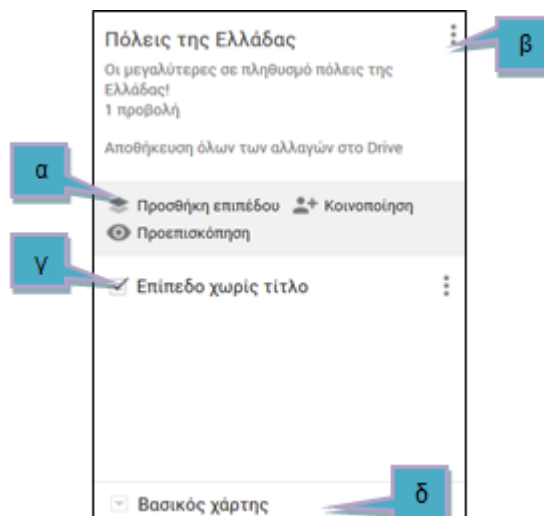 Πόλεις της Ελλάδας
β
Οι μεγαλύτερες σε πληθυσμό πόλεις της
Ελλάδας!
1 προβολή
Αποθήκευση όλων των αλλαγών στο Drive
α
Προσθήκη επιπέδου Κοινοποίηση
Προεπισκόπηση
γ
Επίπεδο χωρίς τίτλο
δ
Βασικός χάρτης